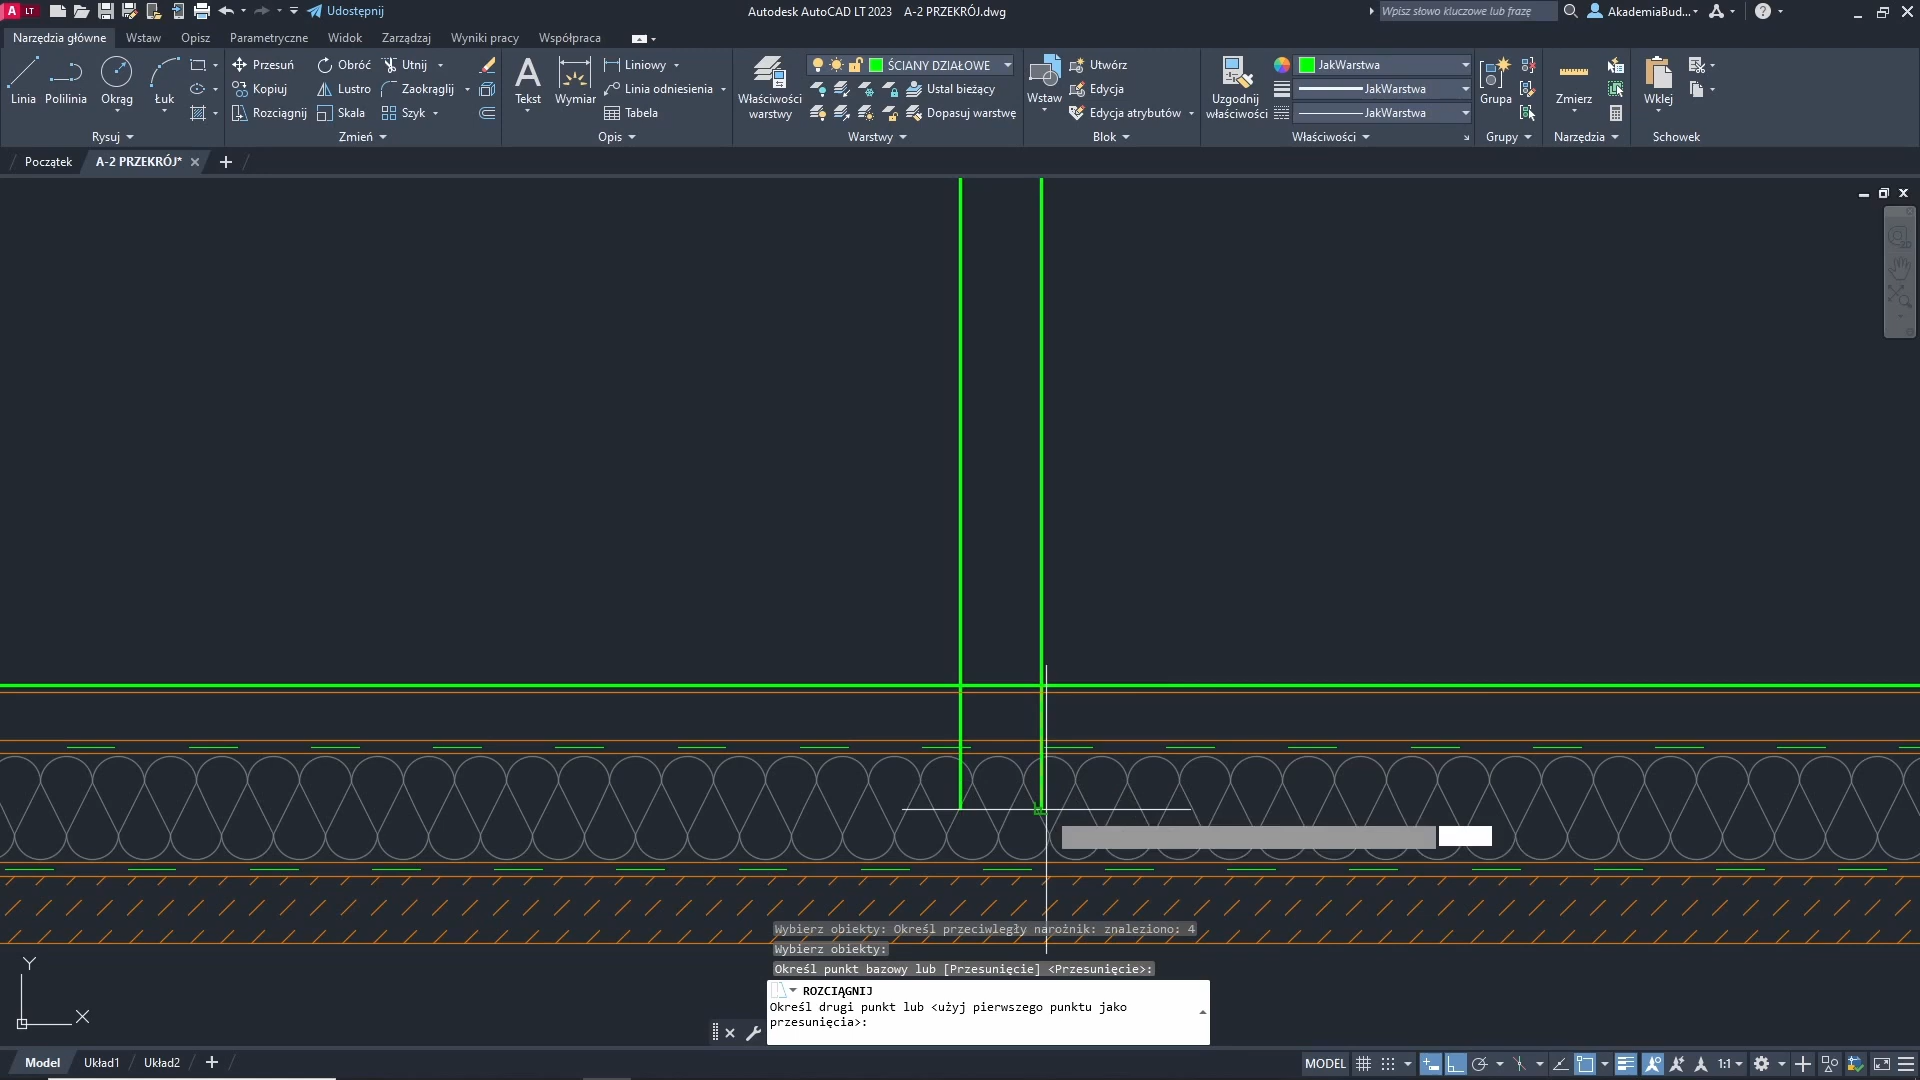 A LT Udostępnij Autodesk AutoCAD LT 2023 A-2 PRZEKRÓJ.dwg Wpisz słowo kluczowe lub frazę AkademiaBud...
Narzędzia główne Wstaw Opisz Parametryczne Widok Zarządzaj Wyniki pracy Współpraca
Linia
Polilinia
Okrąg
Łuk
Rysuj
Przesuń
Obróć
Utnij
Kopiuj
Lustro
Zaokrąglij
Rozciągnij
Skala
Szyk
Zmień
Tekst
Wymiar
Liniowy
Linia odniesienia
Tabela
Opis
Właściwości
warstwy
ŚCIANY DZIAŁOWE
Ustal bieżący
Dopasuj warstwę
Warstwy
Wstaw
Utwórz
Edycja
Edycja atrybutów
Blok
Uzgodnij
właściwości
JakWarstwa
JakWarstwa
JakWarstwa
Właściwości
Grupa
Grupy
Zmierz
Narzędzia
Wklej
Schowek
Początek A-2 PRZEKRÓJ*
Wybierz obiekty: Określ przeciwległy narożnik: znaleziono: 4
Wybierz obiekty:
Określ punkt bazowy lub [Przesunięcie] <Przesunięcie>:
ROZCIĄGNIJ
Określ drugi punkt lub <użyj pierwszego punktu jako
przesunięcia>:
Y
X
Model Układ1 Układ2 MODEL 1:1